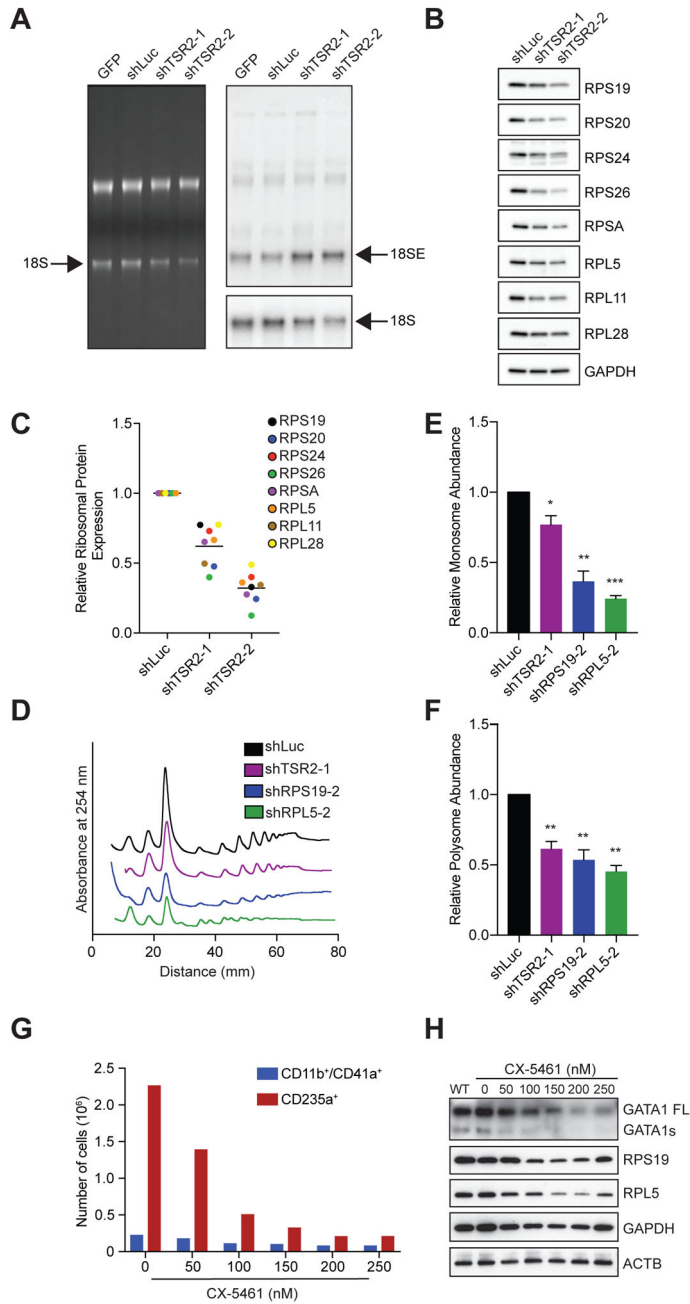 A
GFP
shLuc
shTSR2-1
shTSR2-2
GFP
shLuc
shTSR2-1
shTSR2-2
18S
18SE
18S
B
shLuc
shTSR2-1
shTSR2-2
RPS19
RPS20
RPS24
RPS26
RPSA
RPL5
RPL11
RPL28
GAPDH
C
Relative Ribosomal Protein
Expression
1.5
1.0
0.5
0.0
shLuc
shTSR2-1
shTSR2-2
RPS19
RPS20
RPS24
RPS26
RPSA
RPL5
RPL11
RPL28
E
Relative Monosome Abundance
1.5
1.0
0.5
0.0
*
**
***
shLuc
shTSR2-1
shRPS19-2
shRPL5-2
D
Absorbance at 254 nm
shLuc
shTSR2-1
shRPS19-2
shRPL5-2
0 20 40 60 80
Distance (mm)
F
Relative Polysome Abundance
1.5
1.0
0.5
0.0
**
**
**
shLuc
shTSR2-1
shRPS19-2
shRPL5-2
G
Number of cells (10⁶)
2.5
2.0
1.5
1.0
0.5
0
CD11b⁺/CD41a⁺
CD235a⁺
0 50 100 150 200 250
CX-5461 (nM)
H
CX-5461 (nM)
WT 0 50 100 150 200 250
GATA1 FL
GATA1s
RPS19
RPL5
GAPDH
ACTB